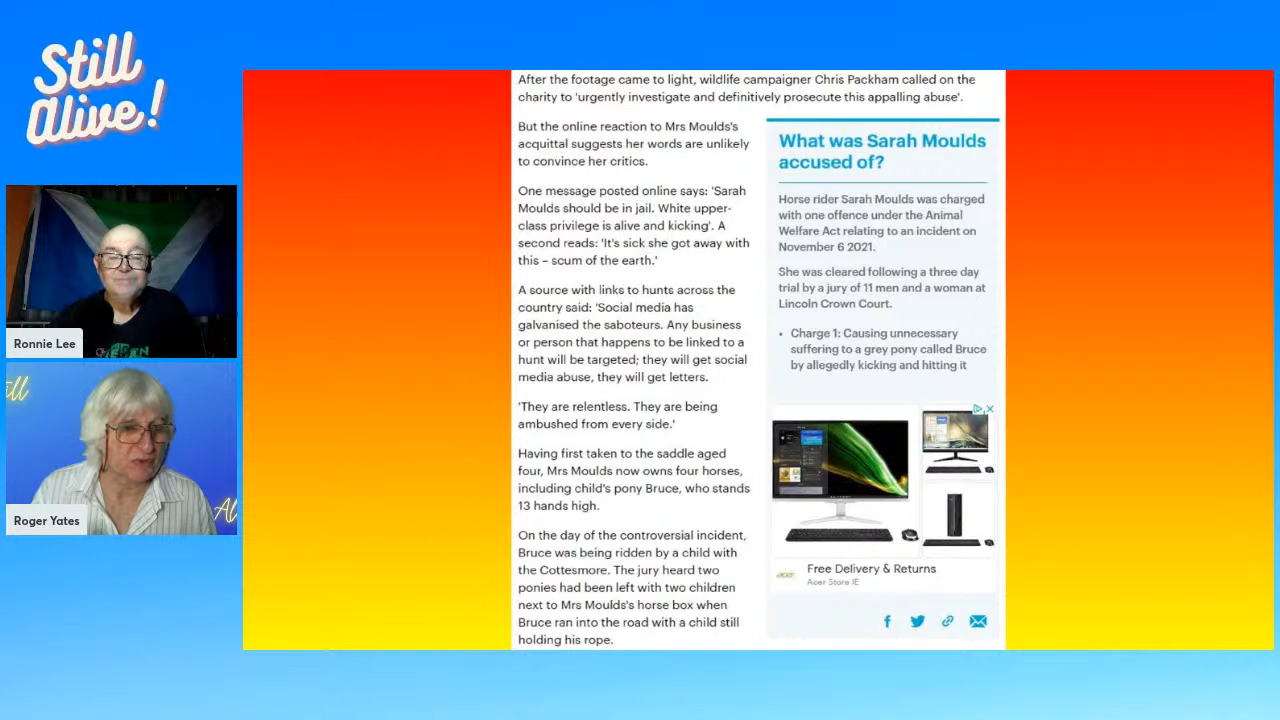 Still
Alive!
After the footage came to light, wildlife campaigner Chris Packham called on the
charity to 'urgently investigate and definitively prosecute this appalling abuse'.
But the online reaction to Mrs Moulds's
acquittal suggests her words are unlikely
to convince her critics.
One message posted online says: 'Sarah
Moulds should be in jail. White upper-
class privilege is alive and kicking'. A
second reads: 'It's sick she got away with
this – scum of the earth.'
A source with links to hunts across the
country said: 'Social media has
galvanised the saboteurs. Any business
or person that happens to be linked to a
hunt will be targeted; they will get social
media abuse, they will get letters.
'They are relentless. They are being
ambushed from every side.'
Having first taken to the saddle aged
four, Mrs Moulds now owns four horses,
including child's pony Bruce, who stands
13 hands high.
On the day of the controversial incident,
Bruce was being ridden by a child with
the Cottesmore. The jury heard two
ponies had been left with two children
next to Mrs Moulds's horse box when
Bruce ran into the road with a child still
holding his rope.
What was Sarah Moulds
accused of?
Horse rider Sarah Moulds was charged
with one offence under the Animal
Welfare Act relating to an incident on
November 6 2021.
She was cleared following a three day
trial by a jury of 11 men and a woman at
Lincoln Crown Court.
• Charge 1: Causing unnecessary
suffering to a grey pony called Bruce
by allegedly kicking and hitting it
acer
Free Delivery & Returns
Acer Store IE
Ronnie Lee
ill
Al
Roger Yates